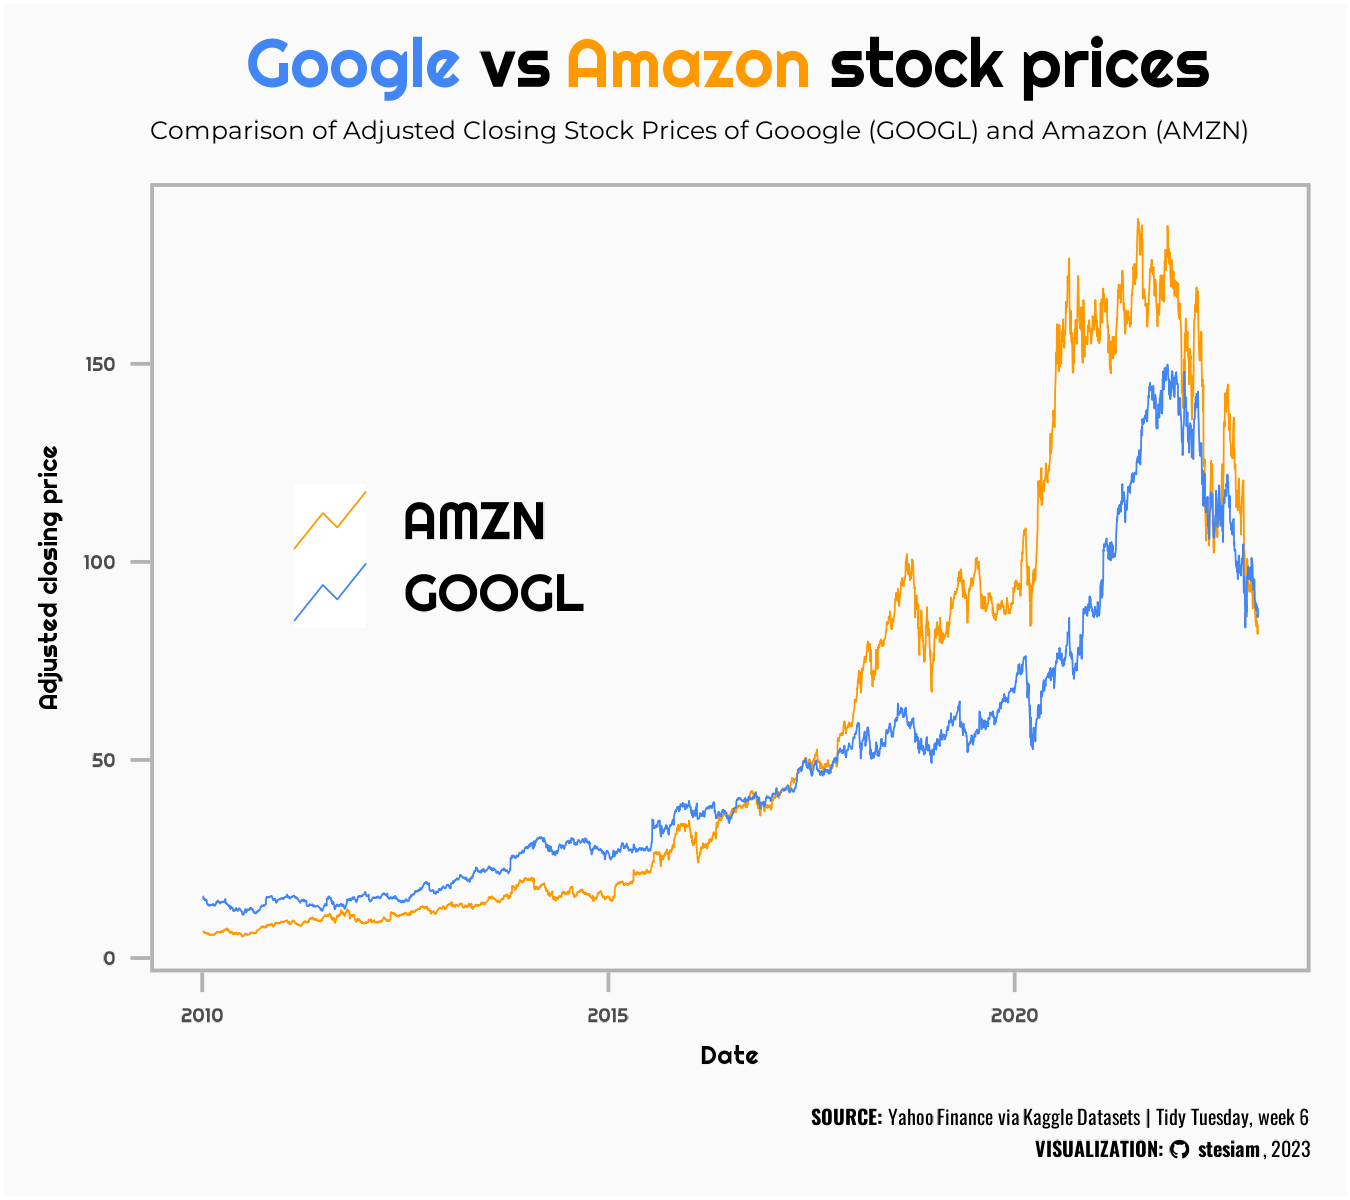 Google vs Amazon stock prices
Comparison of Adjusted Closing Stock Prices of Gooogle (GOOGL) and Amazon (AMZN)
150
100
50
0
Adjusted closing price
AMZN
GOOGL
2010 2015 2020
Date
SOURCE: Yahoo Finance via Kaggle Datasets | Tidy Tuesday, week 6
VISUALIZATION: stesiam, 2023